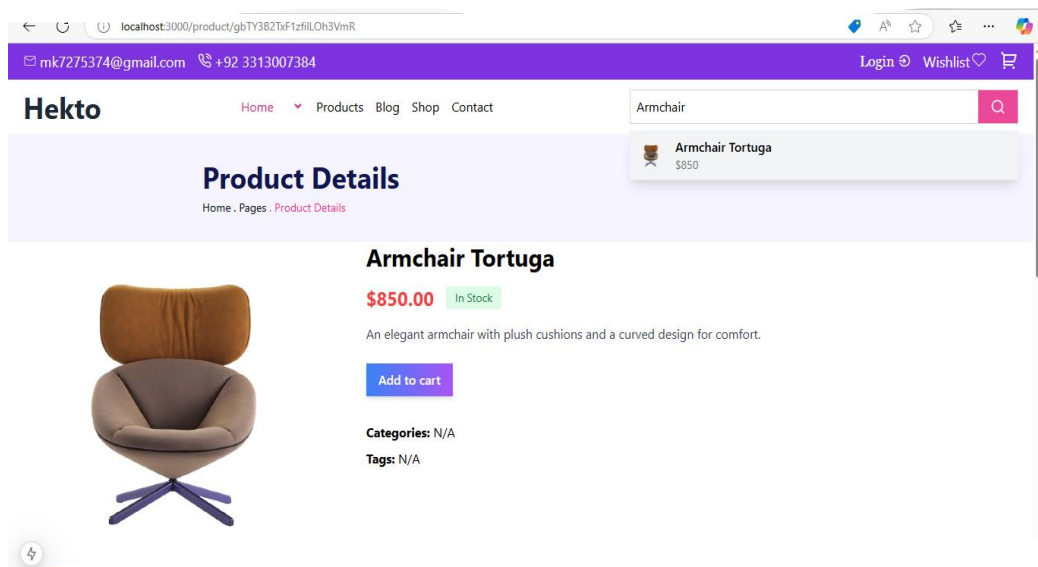 localhost:3000/product/gbTY3B2TxF1zfiILOh3VmR
mk7275374@gmail.com +92 3313007384 Login Wishlist
Hekto Home Products Blog Shop Contact Armchair
Armchair Tortuga
$850
Product Details
Home . Pages . Product Details
Armchair Tortuga
$850.00 In Stock
An elegant armchair with plush cushions and a curved design for comfort.
Add to cart
Categories: N/A
Tags: N/A